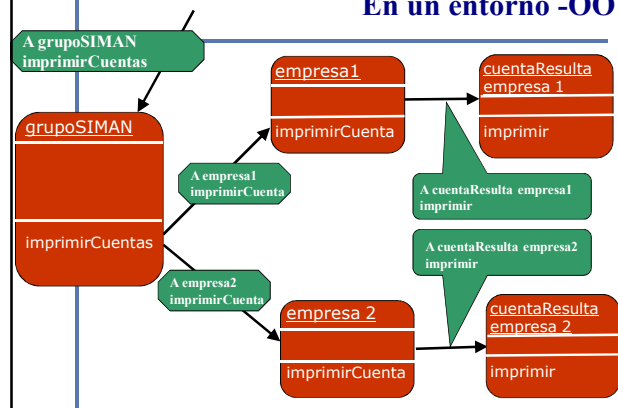 En un entorno -OO
A grupoSIMAN
imprimirCuentas
grupoSIMAN
imprimirCuentas
A empresa1
imprimirCuenta
empresa1
imprimirCuenta
cuentaResulta
empresa 1
imprimir
A cuentaResulta empresa1
imprimir
A cuentaResulta empresa2
imprimir
A empresa2
imprimirCuenta
empresa 2
imprimirCuenta
cuentaResulta
empresa 2
imprimir